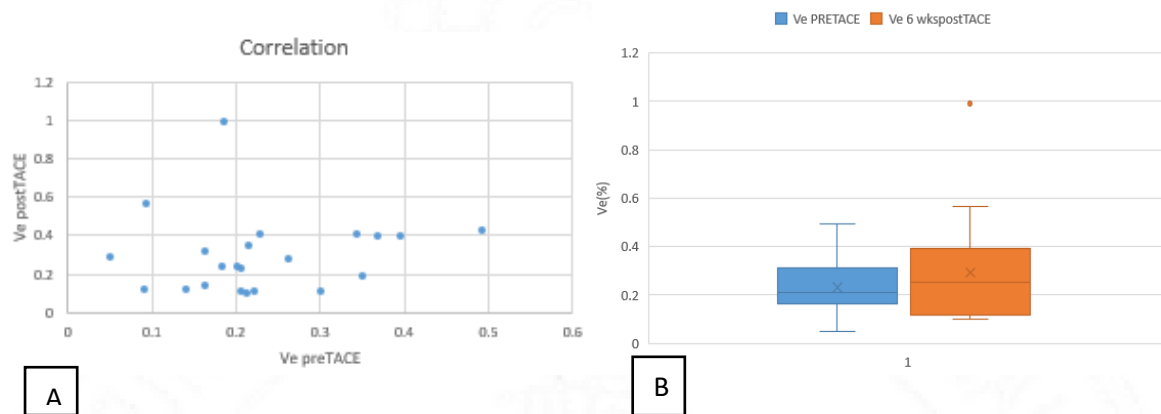 Correlation
1.2
1
0.8
0.6
0.4
0.2
0
0 0.1 0.2 0.3 0.4 0.5 0.6
Ve postTACE
Ve preTACE
A
Ve PRETACE Ve 6 wkspostTACE
1.2
1
0.8
0.6
0.4
0.2
0
Ve(%)
1
B